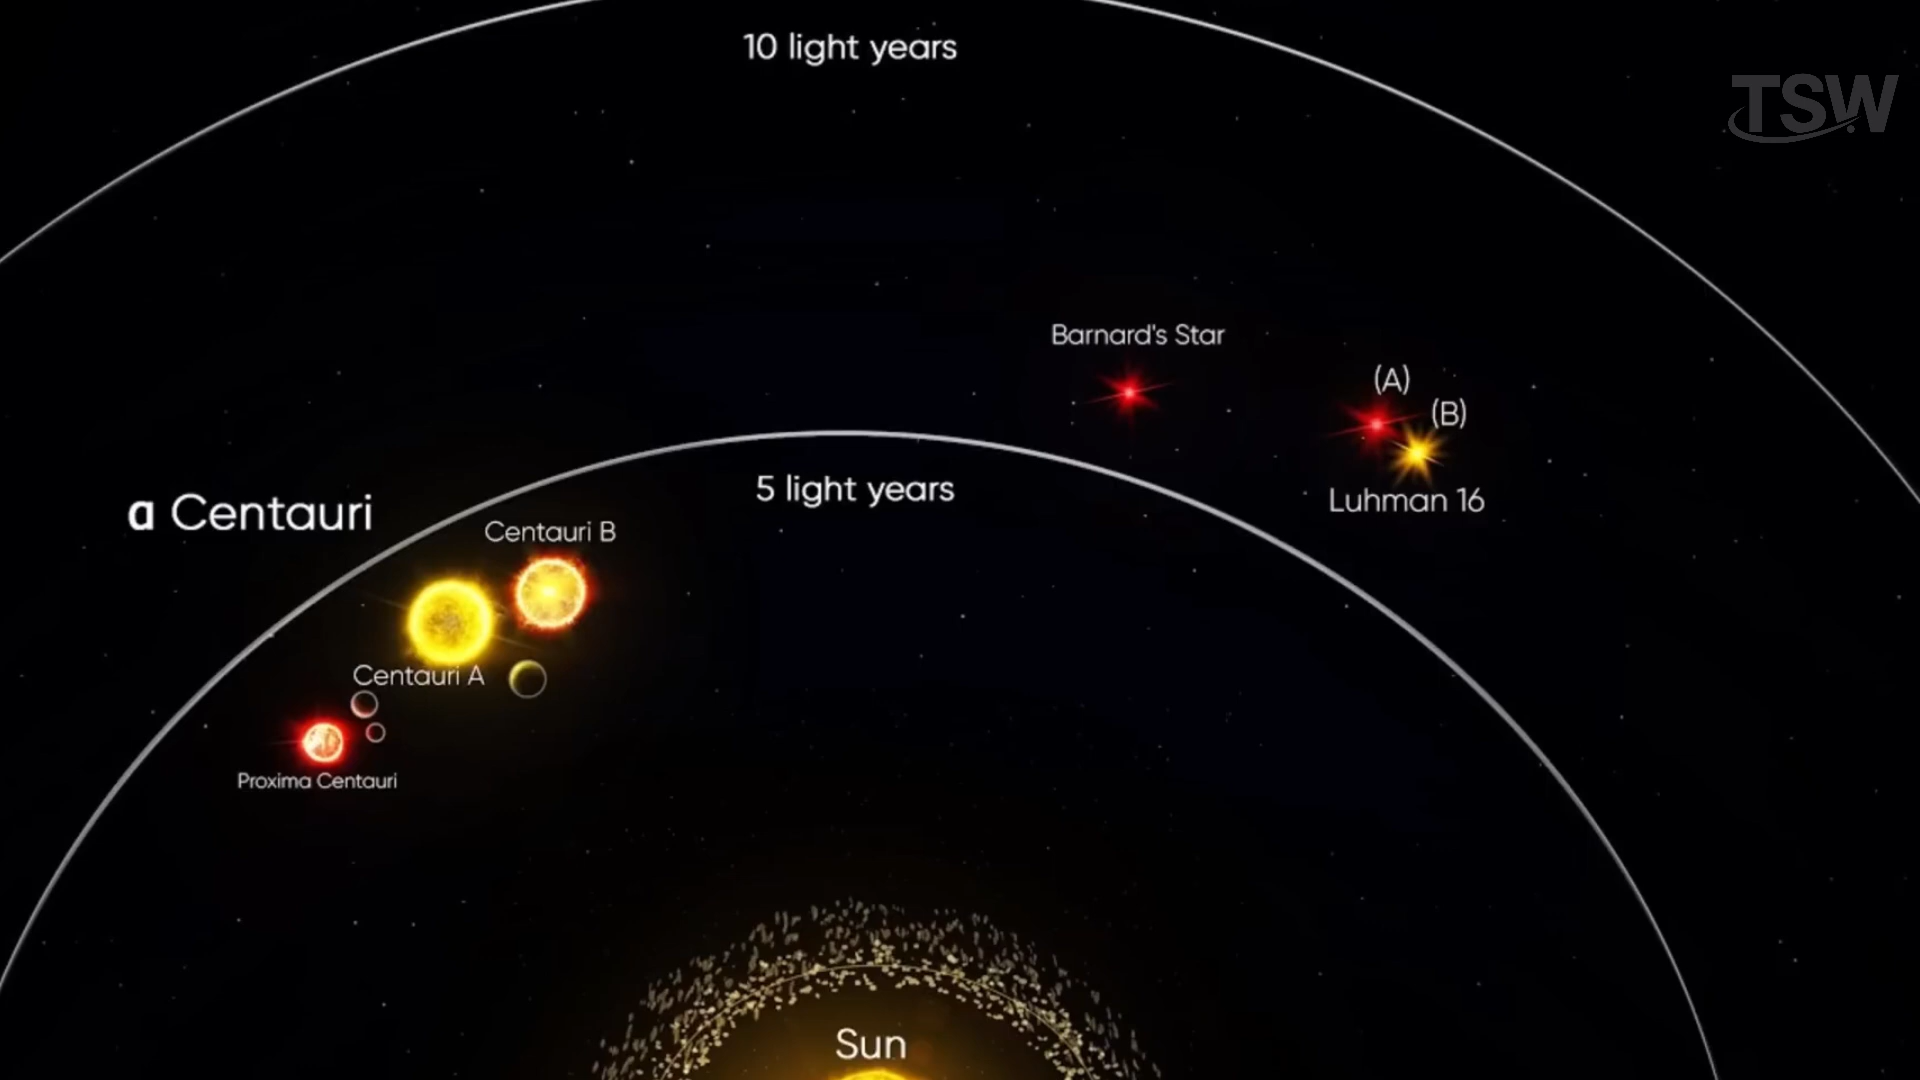 10 light years
TSW
Barnard's Star
(A)
(B)
Luhman 16
5 light years
α Centauri
Centauri B
Centauri A
Proxima Centauri
Sun